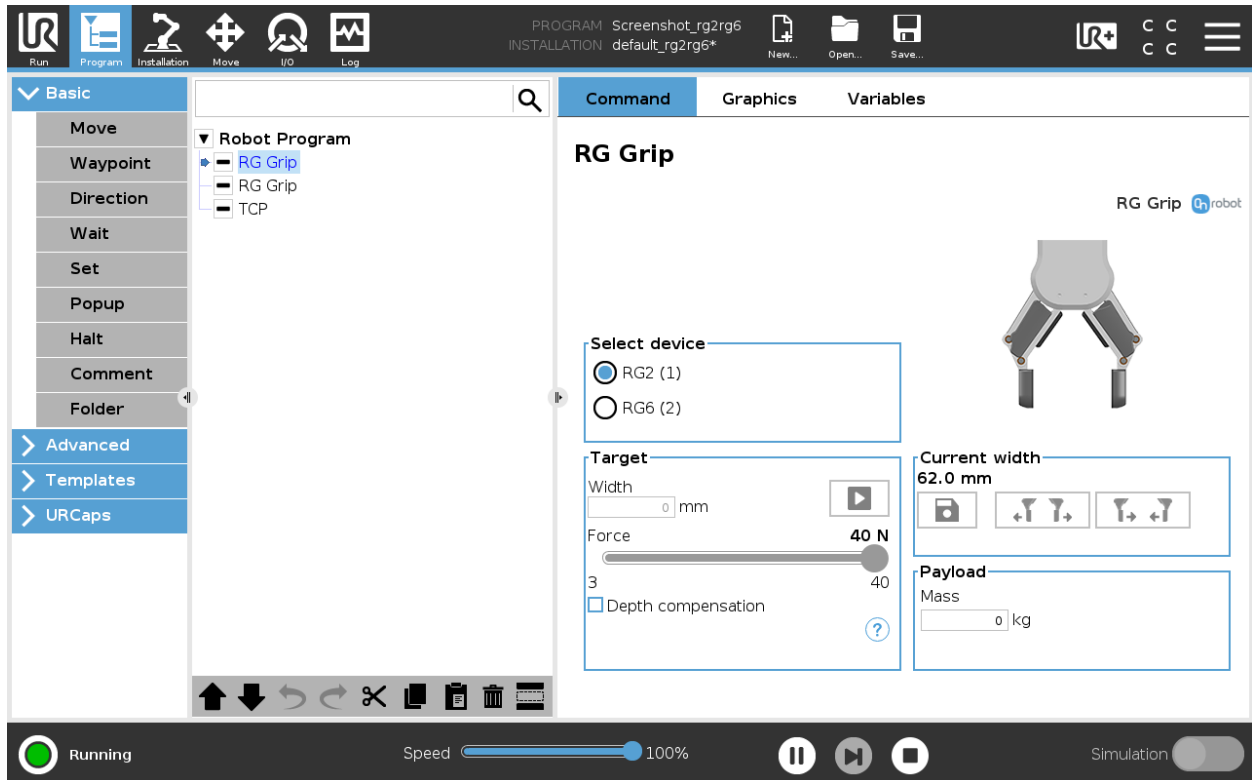 PROGRAM Screenshot_rg2rg6
INSTALLATION default_rg2rg6*
UR
Run
Program
Installation
Move
I/O
Log
New...
Open...
Save...
UR+
C C
C C
Basic
Move
Waypoint
Direction
Wait
Set
Popup
Halt
Comment
Folder
Advanced
Templates
URCaps
Robot Program
RG Grip
RG Grip
TCP
Command Graphics Variables
RG Grip
RG Grip On robot
Select device
RG2 (1)
RG6 (2)
Target
Width
0 mm
Force 40 N
3 40
Depth compensation
?
Current width
62.0 mm
Payload
Mass
0 kg
Running
Speed 100%
Simulation